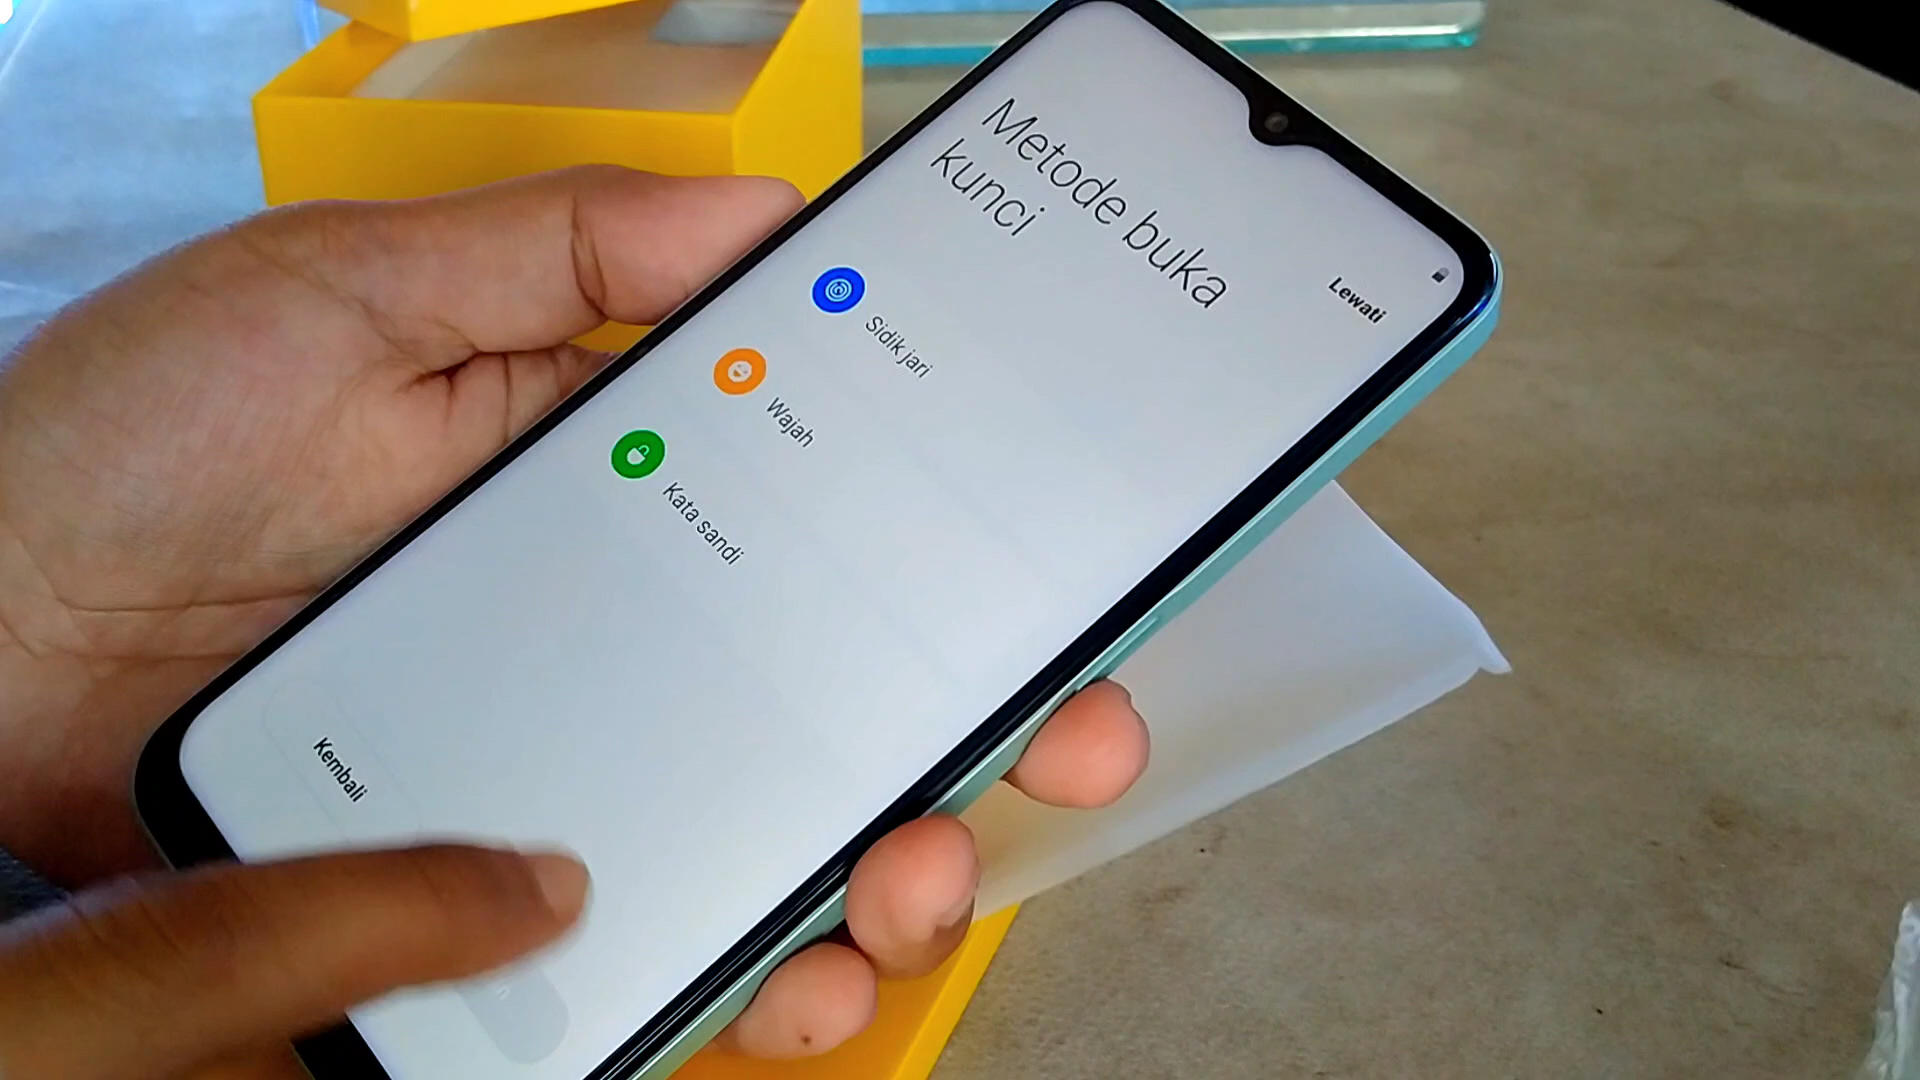 Metode buka
kunci
Lewati
Sidik jari
Wajah
Kata sandi
Kembali